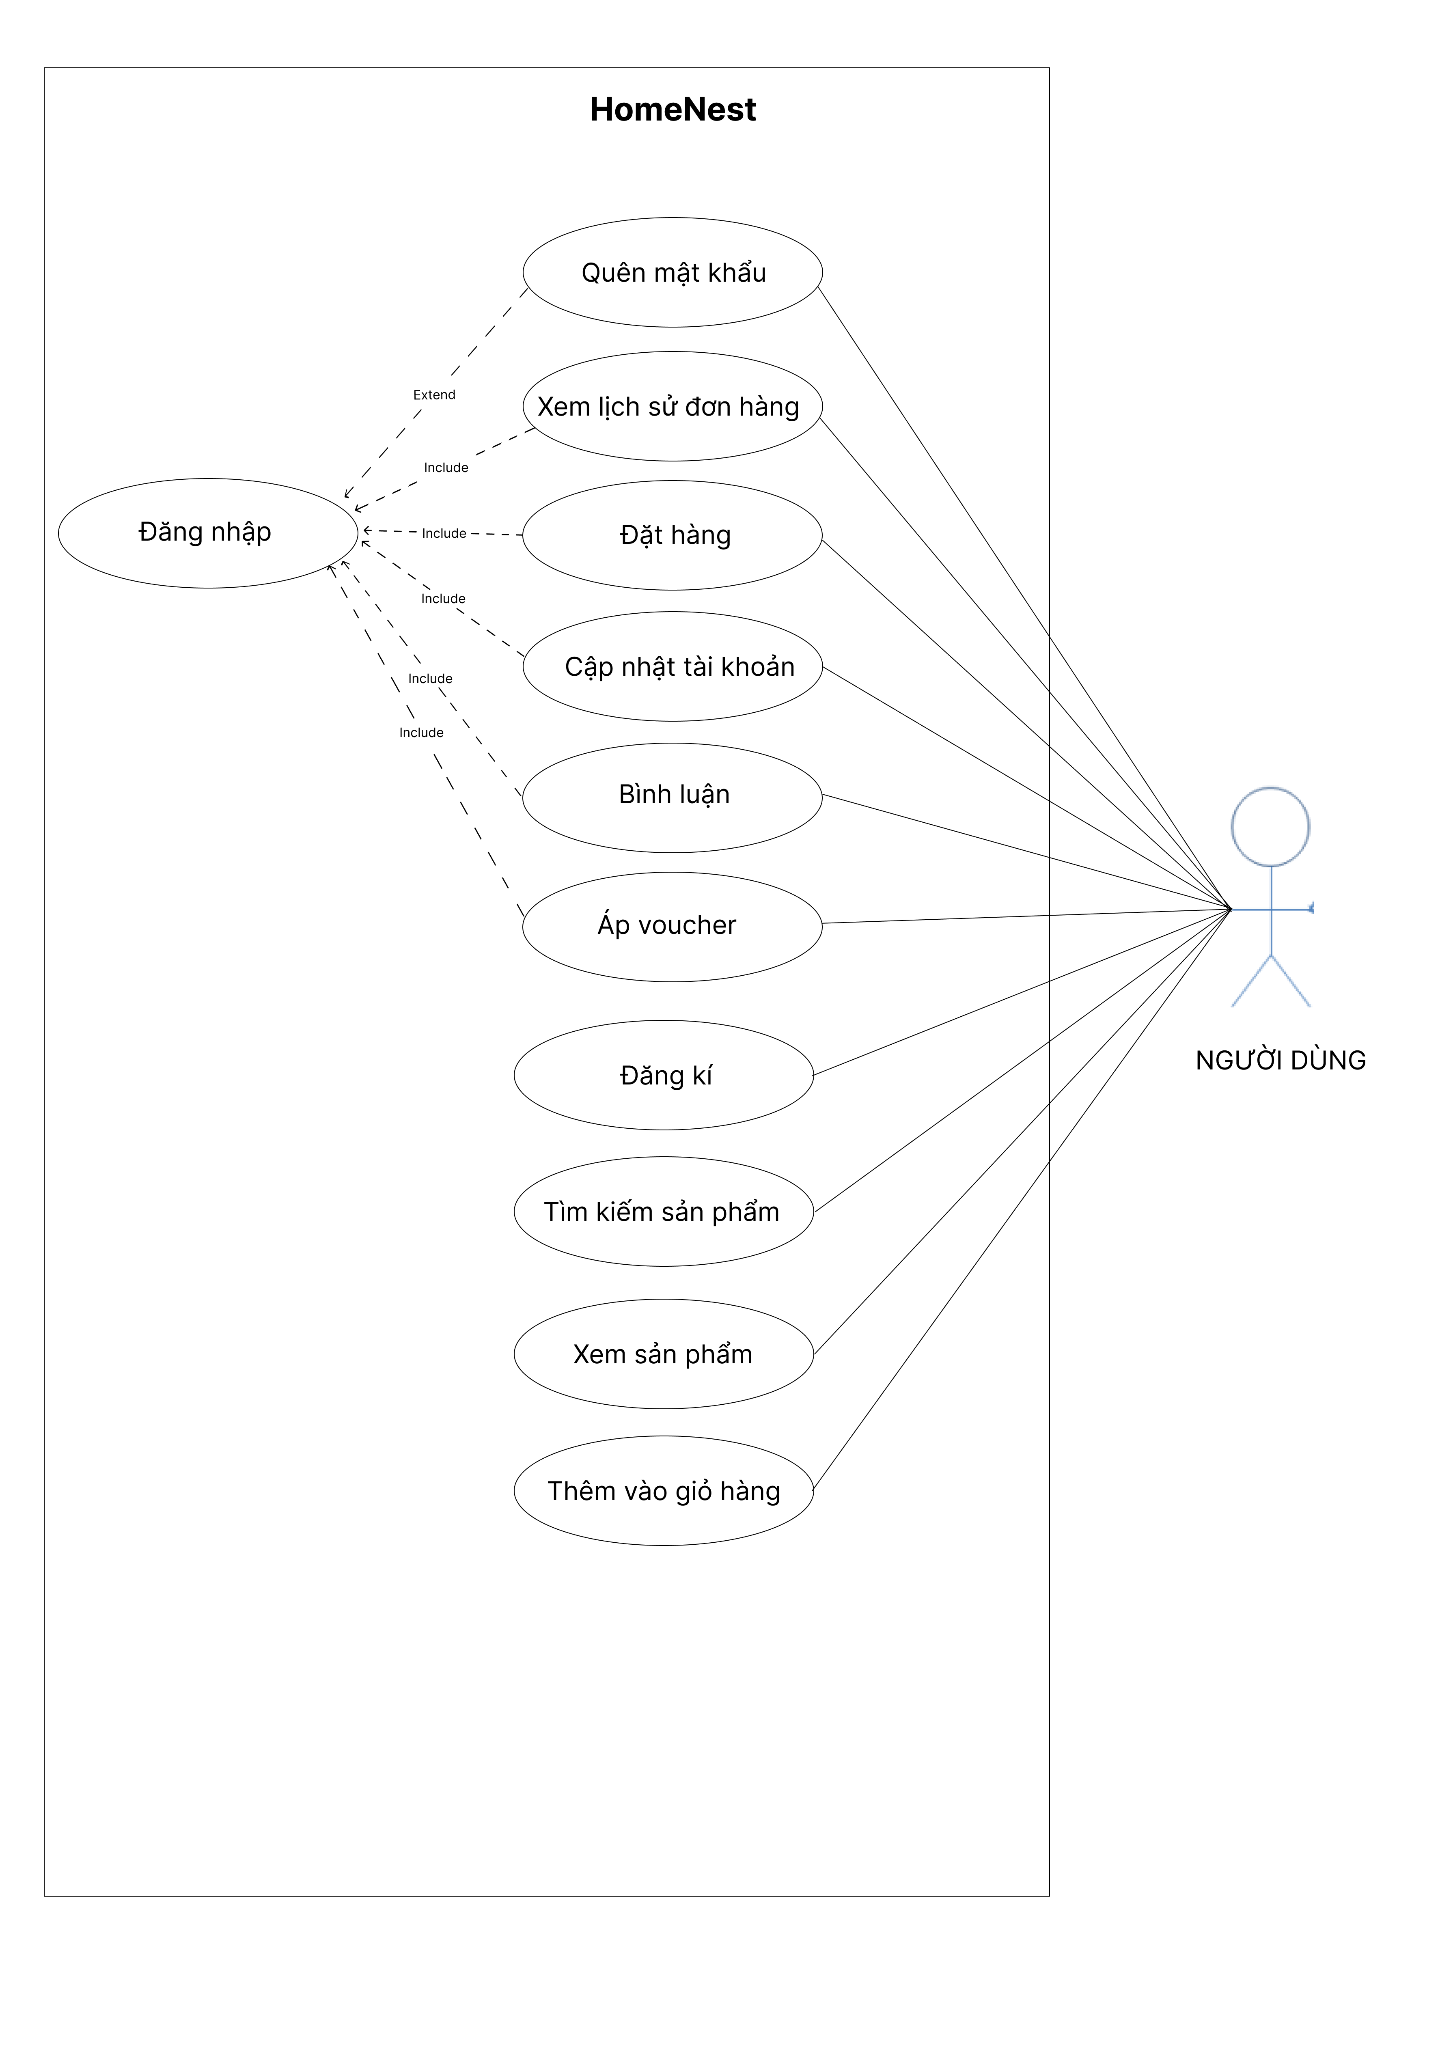 HomeNest
Quên mật khẩu
Extend
Xem lịch sử đơn hàng
Include
Đăng nhập
Include
Đặt hàng
Include
Cập nhật tài khoản
Include
Include
Bình luận
Áp voucher
NGƯỜI DÙNG
Đăng kí
Tìm kiếm sản phẩm
Xem sản phẩm
Thêm vào giỏ hàng